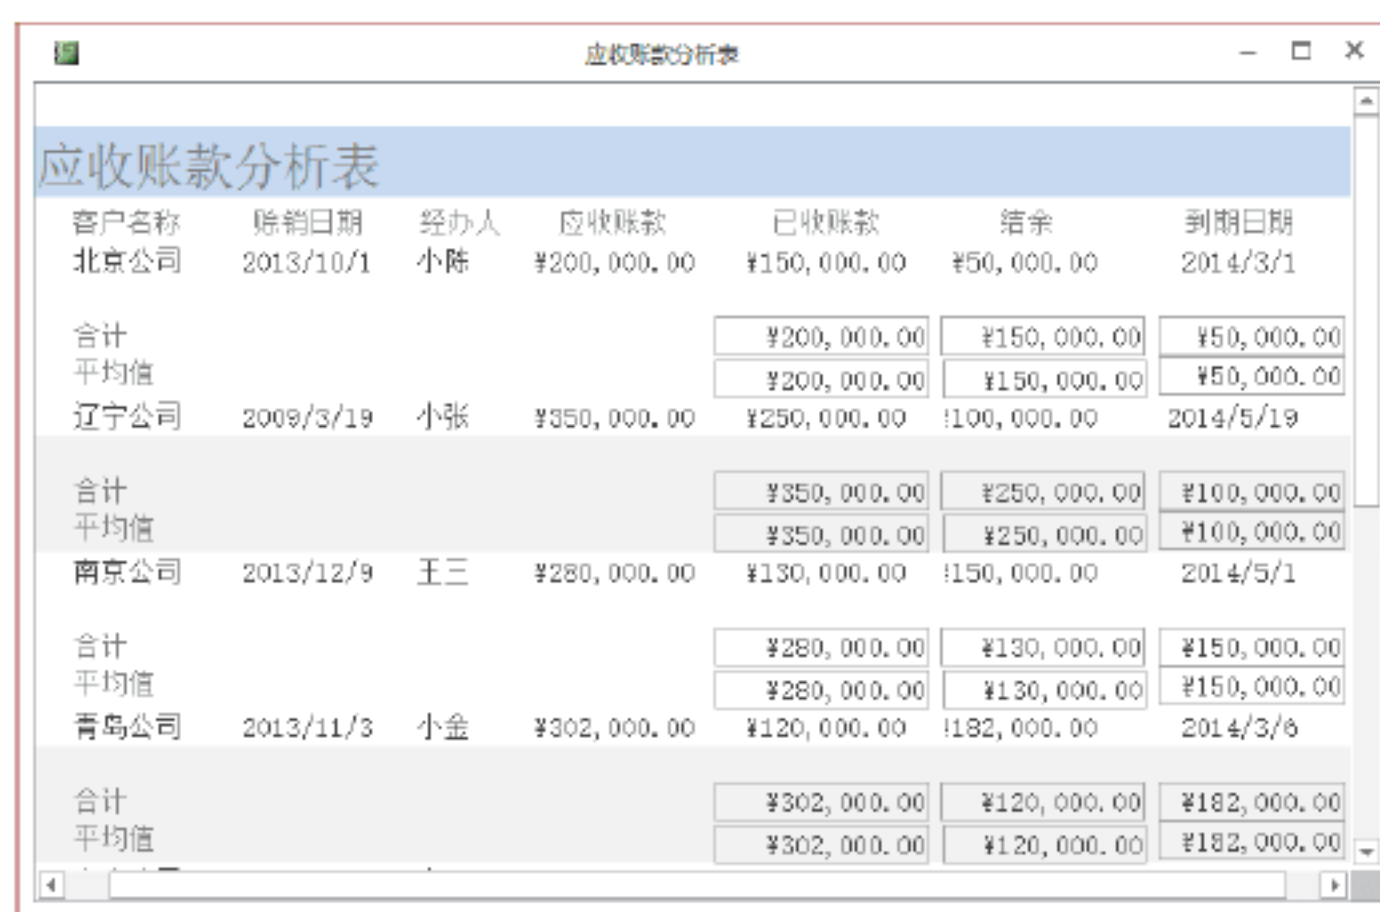 应收账款分析表
应收账款分析表
客户名称 赊销日期 经办人 应收账款 已收账款 结余 到期日期
北京公司 2013/10/1 小陈 ¥200,000.00 ¥150,000.00 ¥50,000.00 2014/3/1
合计 ¥200,000.00 ¥150,000.00 ¥50,000.00
平均值 ¥200,000.00 ¥150,000.00 ¥50,000.00
辽宁公司 2009/3/19 小张 ¥350,000.00 ¥250,000.00 100,000.00 2014/5/19
合计 ¥350,000.00 ¥250,000.00 ¥100,000.00
平均值 ¥350,000.00 ¥250,000.00 ¥100,000.00
南京公司 2013/12/9 王三 ¥280,000.00 ¥130,000.00 150,000.00 2014/5/1
合计 ¥280,000.00 ¥130,000.00 ¥150,000.00
平均值 ¥280,000.00 ¥130,000.00 ¥150,000.00
青岛公司 2013/11/3 小金 ¥302,000.00 ¥120,000.00 182,000.00 2014/3/6
合计 ¥302,000.00 ¥120,000.00 ¥182,000.00
平均值 ¥302,000.00 ¥120,000.00 ¥182,000.00